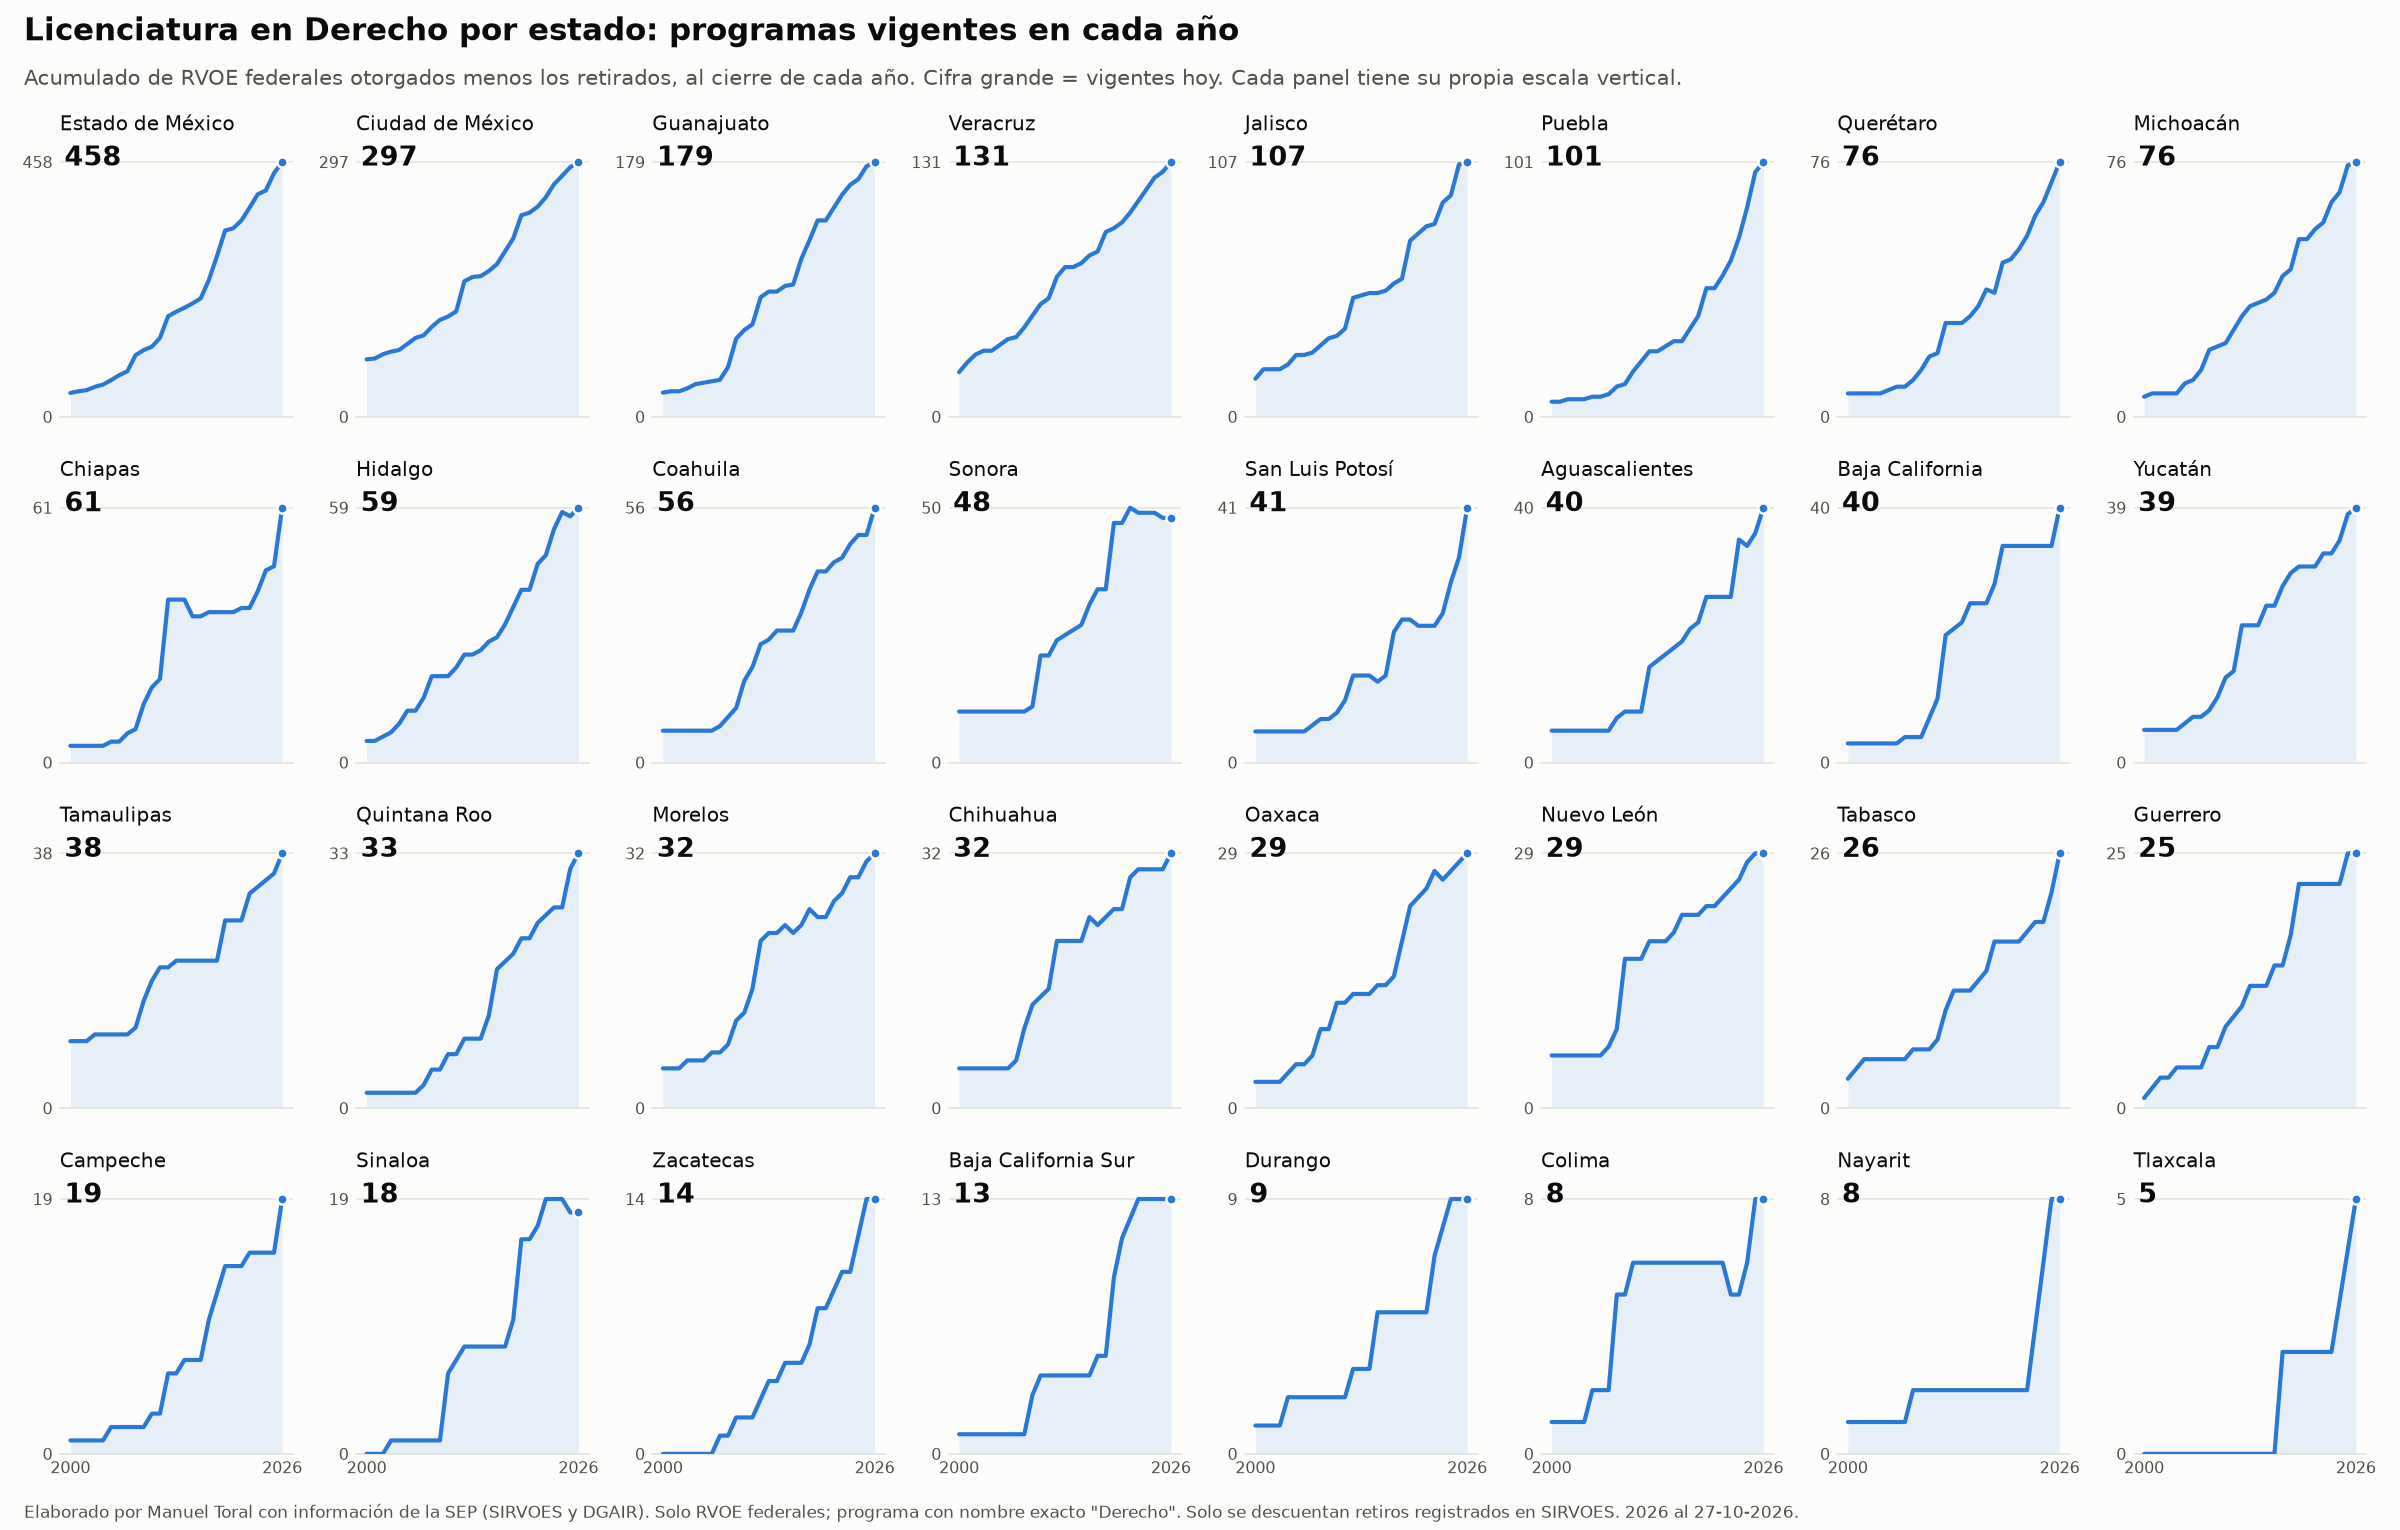 Licenciatura en Derecho por estado: programas vigentes en cada año
Acumulado de RVOE federales otorgados menos los retirados, al cierre de cada año. Cifra grande = vigentes hoy. Cada panel tiene su propia escala vertical.
Estado de México
458
458
0
Ciudad de México
297
297
0
Guanajuato
179
179
0
Veracruz
131
131
0
Jalisco
107
107
0
Puebla
101
101
0
Querétaro
76
76
0
Michoacán
76
76
0
Chiapas
61
61
0
Hidalgo
59
59
0
Coahuila
56
56
0
Sonora
50
48
0
San Luis Potosí
41
41
0
Aguascalientes
40
40
0
Baja California
40
40
0
Yucatán
39
39
0
Tamaulipas
38
38
0
Quintana Roo
33
33
0
Morelos
32
32
0
Chihuahua
32
32
0
Oaxaca
29
29
0
Nuevo León
29
29
0
Tabasco
26
26
0
Guerrero
25
25
0
Campeche
19
19
0
2000 2026
Sinaloa
19
18
0
2000 2026
Zacatecas
14
14
0
2000 2026
Baja California Sur
13
13
0
2000 2026
Durango
9
9
0
2000 2026
Colima
8
8
0
2000 2026
Nayarit
8
8
0
2000 2026
Tlaxcala
5
5
0
2000 2026
Elaborado por Manuel Toral con información de la SEP (SIRVOES y DGAIR). Solo RVOE federales; programa con nombre exacto "Derecho". Solo se descuentan retiros registrados en SIRVOES. 2026 al 27-10-2026.